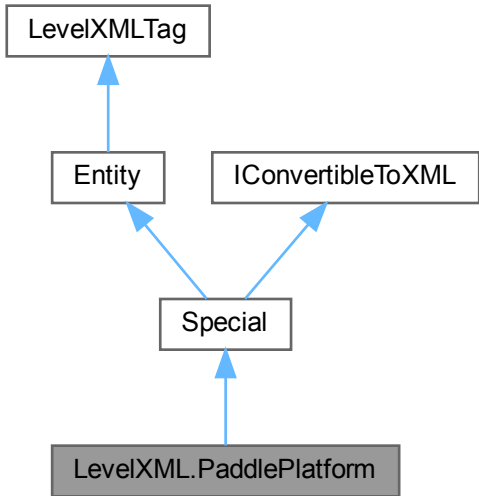 LevelXMLTag
Entity
IConvertibleToXML
Special
LevelXML.PaddlePlatform